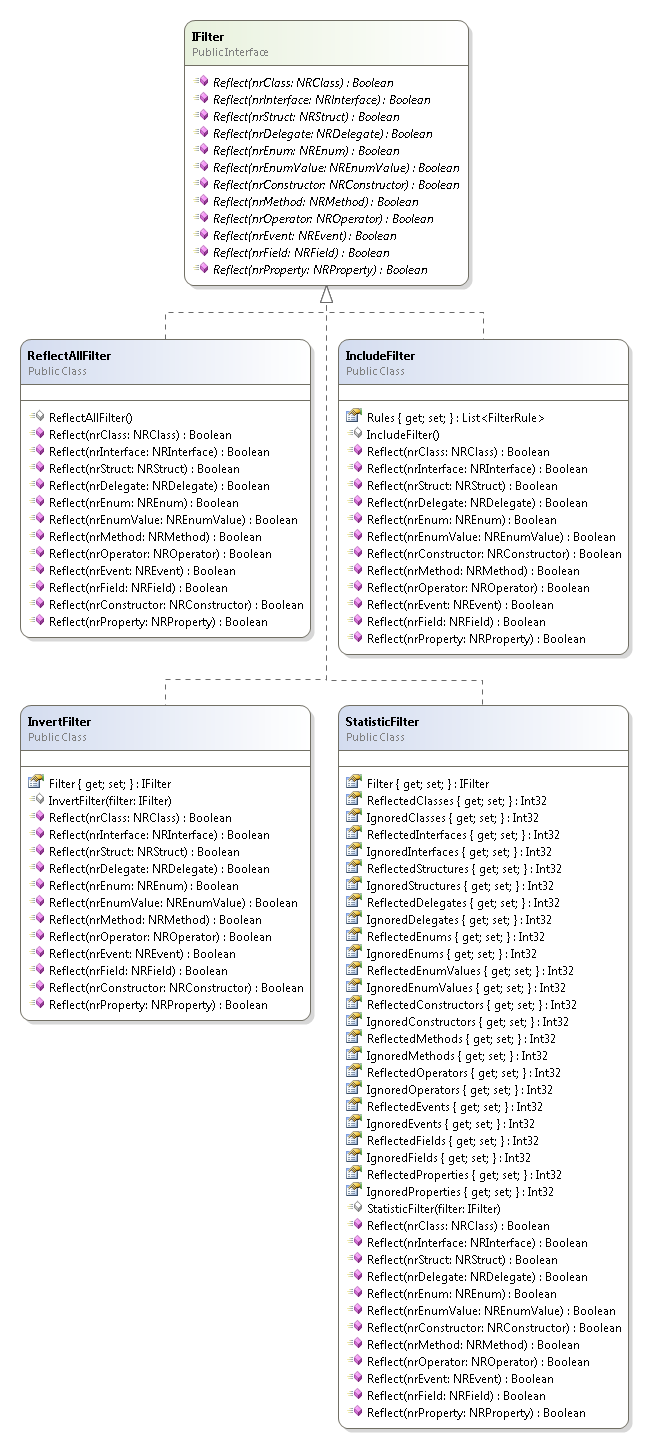 IFilter
Public Interface
Reflect(nrClass: NRClass) : Boolean
Reflect(nrInterface: NRInterface) : Boolean
Reflect(nrStruct: NRStruct) : Boolean
Reflect(nrDelegate: NRDelegate) : Boolean
Reflect(nrEnum: NREnum) : Boolean
Reflect(nrEnumValue: NREnumValue) : Boolean
Reflect(nrConstructor: NRConstructor) : Boolean
Reflect(nrMethod: NRMethod) : Boolean
Reflect(nrOperator: NROperator) : Boolean
Reflect(nrEvent: NREvent) : Boolean
Reflect(nrField: NRField) : Boolean
Reflect(nrProperty: NRProperty) : Boolean
ReflectAllFilter
Public Class
ReflectAllFilter()
Reflect(nrClass: NRClass) : Boolean
Reflect(nrInterface: NRInterface) : Boolean
Reflect(nrStruct: NRStruct) : Boolean
Reflect(nrDelegate: NRDelegate) : Boolean
Reflect(nrEnum: NREnum) : Boolean
Reflect(nrEnumValue: NREnumValue) : Boolean
Reflect(nrMethod: NRMethod) : Boolean
Reflect(nrOperator: NROperator) : Boolean
Reflect(nrEvent: NREvent) : Boolean
Reflect(nrField: NRField) : Boolean
Reflect(nrConstructor: NRConstructor) : Boolean
Reflect(nrProperty: NRProperty) : Boolean
IncludeFilter
Public Class
Rules { get; set; } : List<FilterRule>
IncludeFilter()
Reflect(nrClass: NRClass) : Boolean
Reflect(nrInterface: NRInterface) : Boolean
Reflect(nrStruct: NRStruct) : Boolean
Reflect(nrDelegate: NRDelegate) : Boolean
Reflect(nrEnum: NREnum) : Boolean
Reflect(nrEnumValue: NREnumValue) : Boolean
Reflect(nrConstructor: NRConstructor) : Boolean
Reflect(nrMethod: NRMethod) : Boolean
Reflect(nrOperator: NROperator) : Boolean
Reflect(nrEvent: NREvent) : Boolean
Reflect(nrField: NRField) : Boolean
Reflect(nrProperty: NRProperty) : Boolean
InvertFilter
Public Class
Filter { get; set; } : IFilter
InvertFilter(filter: IFilter)
Reflect(nrClass: NRClass) : Boolean
Reflect(nrInterface: NRInterface) : Boolean
Reflect(nrStruct: NRStruct) : Boolean
Reflect(nrDelegate: NRDelegate) : Boolean
Reflect(nrEnum: NREnum) : Boolean
Reflect(nrEnumValue: NREnumValue) : Boolean
Reflect(nrMethod: NRMethod) : Boolean
Reflect(nrOperator: NROperator) : Boolean
Reflect(nrEvent: NREvent) : Boolean
Reflect(nrField: NRField) : Boolean
Reflect(nrConstructor: NRConstructor) : Boolean
Reflect(nrProperty: NRProperty) : Boolean
StatisticFilter
Public Class
Filter { get; set; } : IFilter
ReflectedClasses { get; set; } : Int32
IgnoredClasses { get; set; } : Int32
ReflectedInterfaces { get; set; } : Int32
IgnoredInterfaces { get; set; } : Int32
ReflectedStructures { get; set; } : Int32
IgnoredStructures { get; set; } : Int32
ReflectedDelegates { get; set; } : Int32
IgnoredDelegates { get; set; } : Int32
ReflectedEnums { get; set; } : Int32
IgnoredEnums { get; set; } : Int32
ReflectedEnumValues { get; set; } : Int32
IgnoredEnumValues { get; set; } : Int32
ReflectedConstructors { get; set; } : Int32
IgnoredConstructors { get; set; } : Int32
ReflectedMethods { get; set; } : Int32
IgnoredMethods { get; set; } : Int32
ReflectedOperators { get; set; } : Int32
IgnoredOperators { get; set; } : Int32
ReflectedEvents { get; set; } : Int32
IgnoredEvents { get; set; } : Int32
ReflectedFields { get; set; } : Int32
IgnoredFields { get; set; } : Int32
ReflectedProperties { get; set; } : Int32
IgnoredProperties { get; set; } : Int32
StatisticFilter(filter: IFilter)
Reflect(nrClass: NRClass) : Boolean
Reflect(nrInterface: NRInterface) : Boolean
Reflect(nrStruct: NRStruct) : Boolean
Reflect(nrDelegate: NRDelegate) : Boolean
Reflect(nrEnum: NREnum) : Boolean
Reflect(nrEnumValue: NREnumValue) : Boolean
Reflect(nrConstructor: NRConstructor) : Boolean
Reflect(nrMethod: NRMethod) : Boolean
Reflect(nrOperator: NROperator) : Boolean
Reflect(nrEvent: NREvent) : Boolean
Reflect(nrField: NRField) : Boolean
Reflect(nrProperty: NRProperty) : Boolean